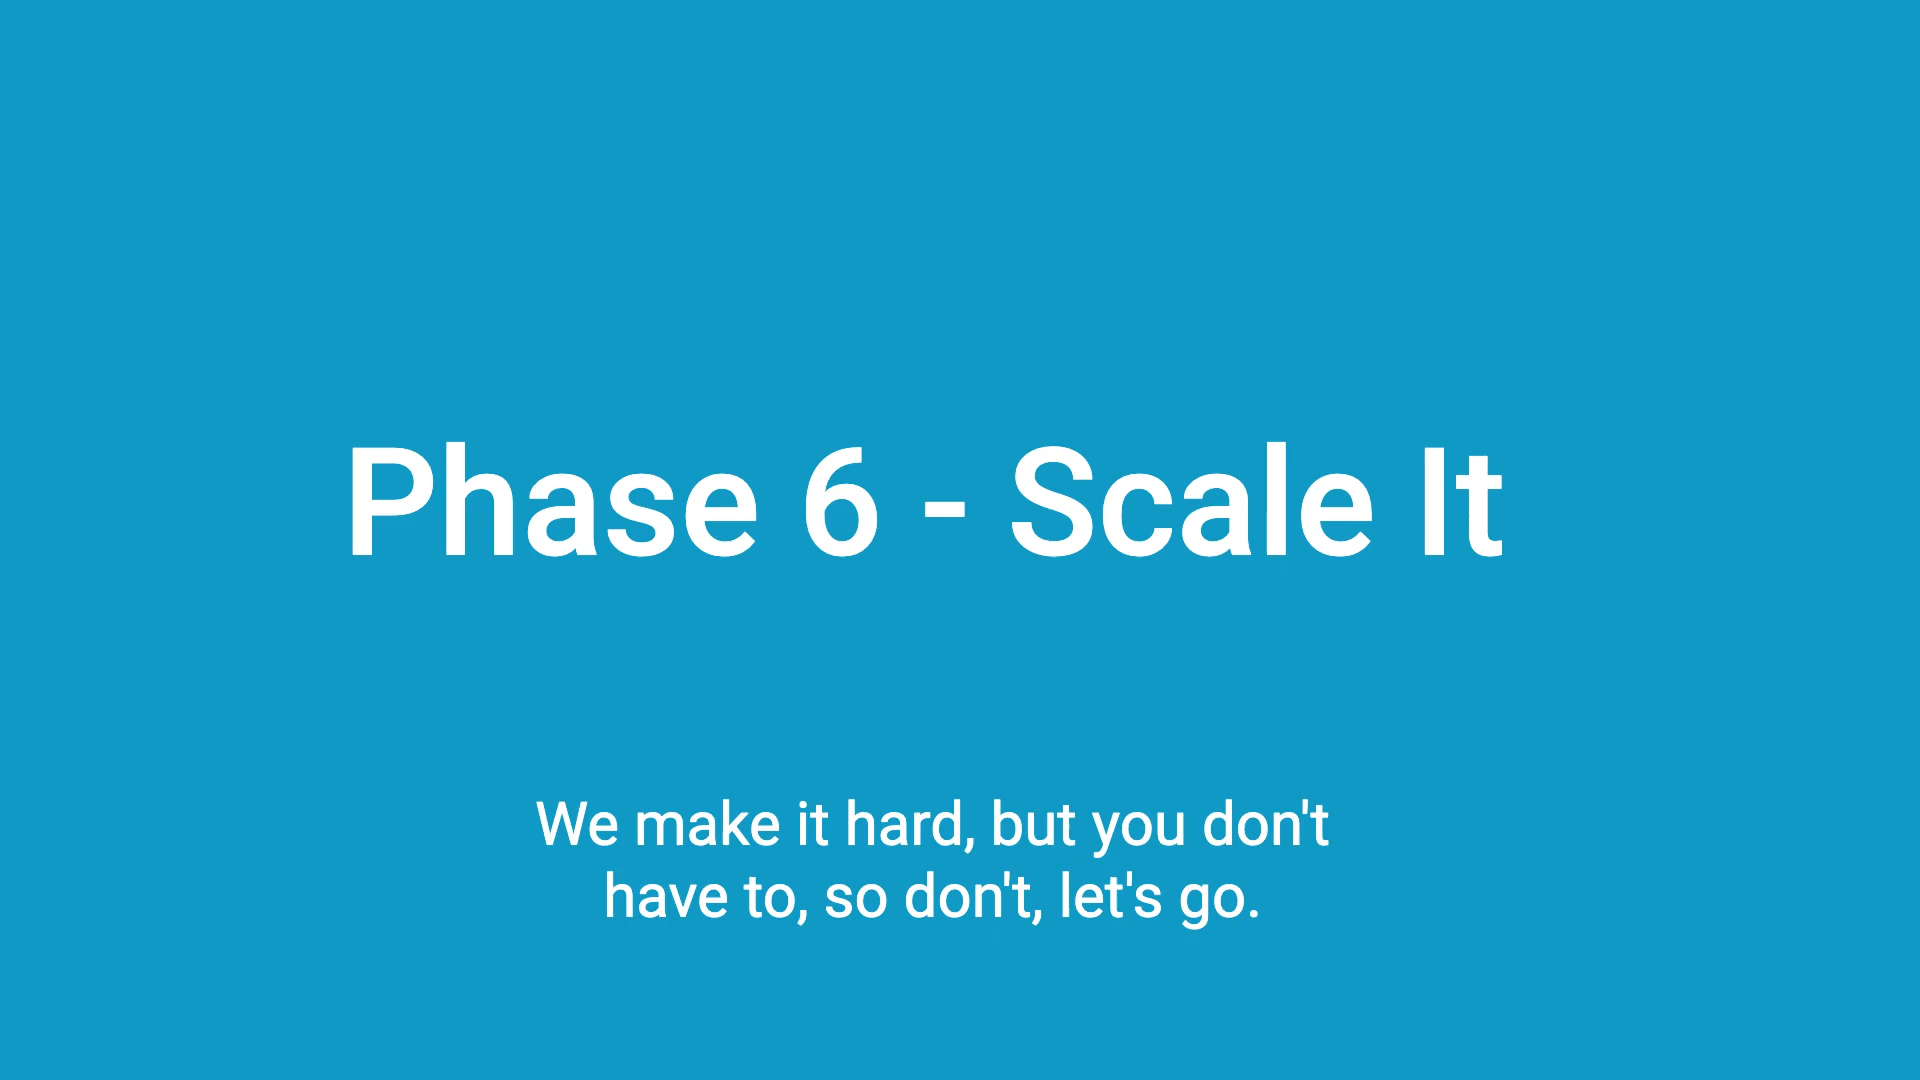 Phase 6 - Scale It
We make it hard, but you don't
have to, so don't, let's go.